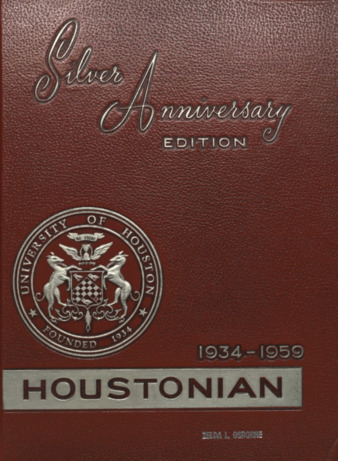 Silver
Anniversary
EDITION
UNIVERSITY OF HOUSTON
FOUNDED 1934
1934-1959
HOUSTONIAN
ZELDA L. OSBORNE